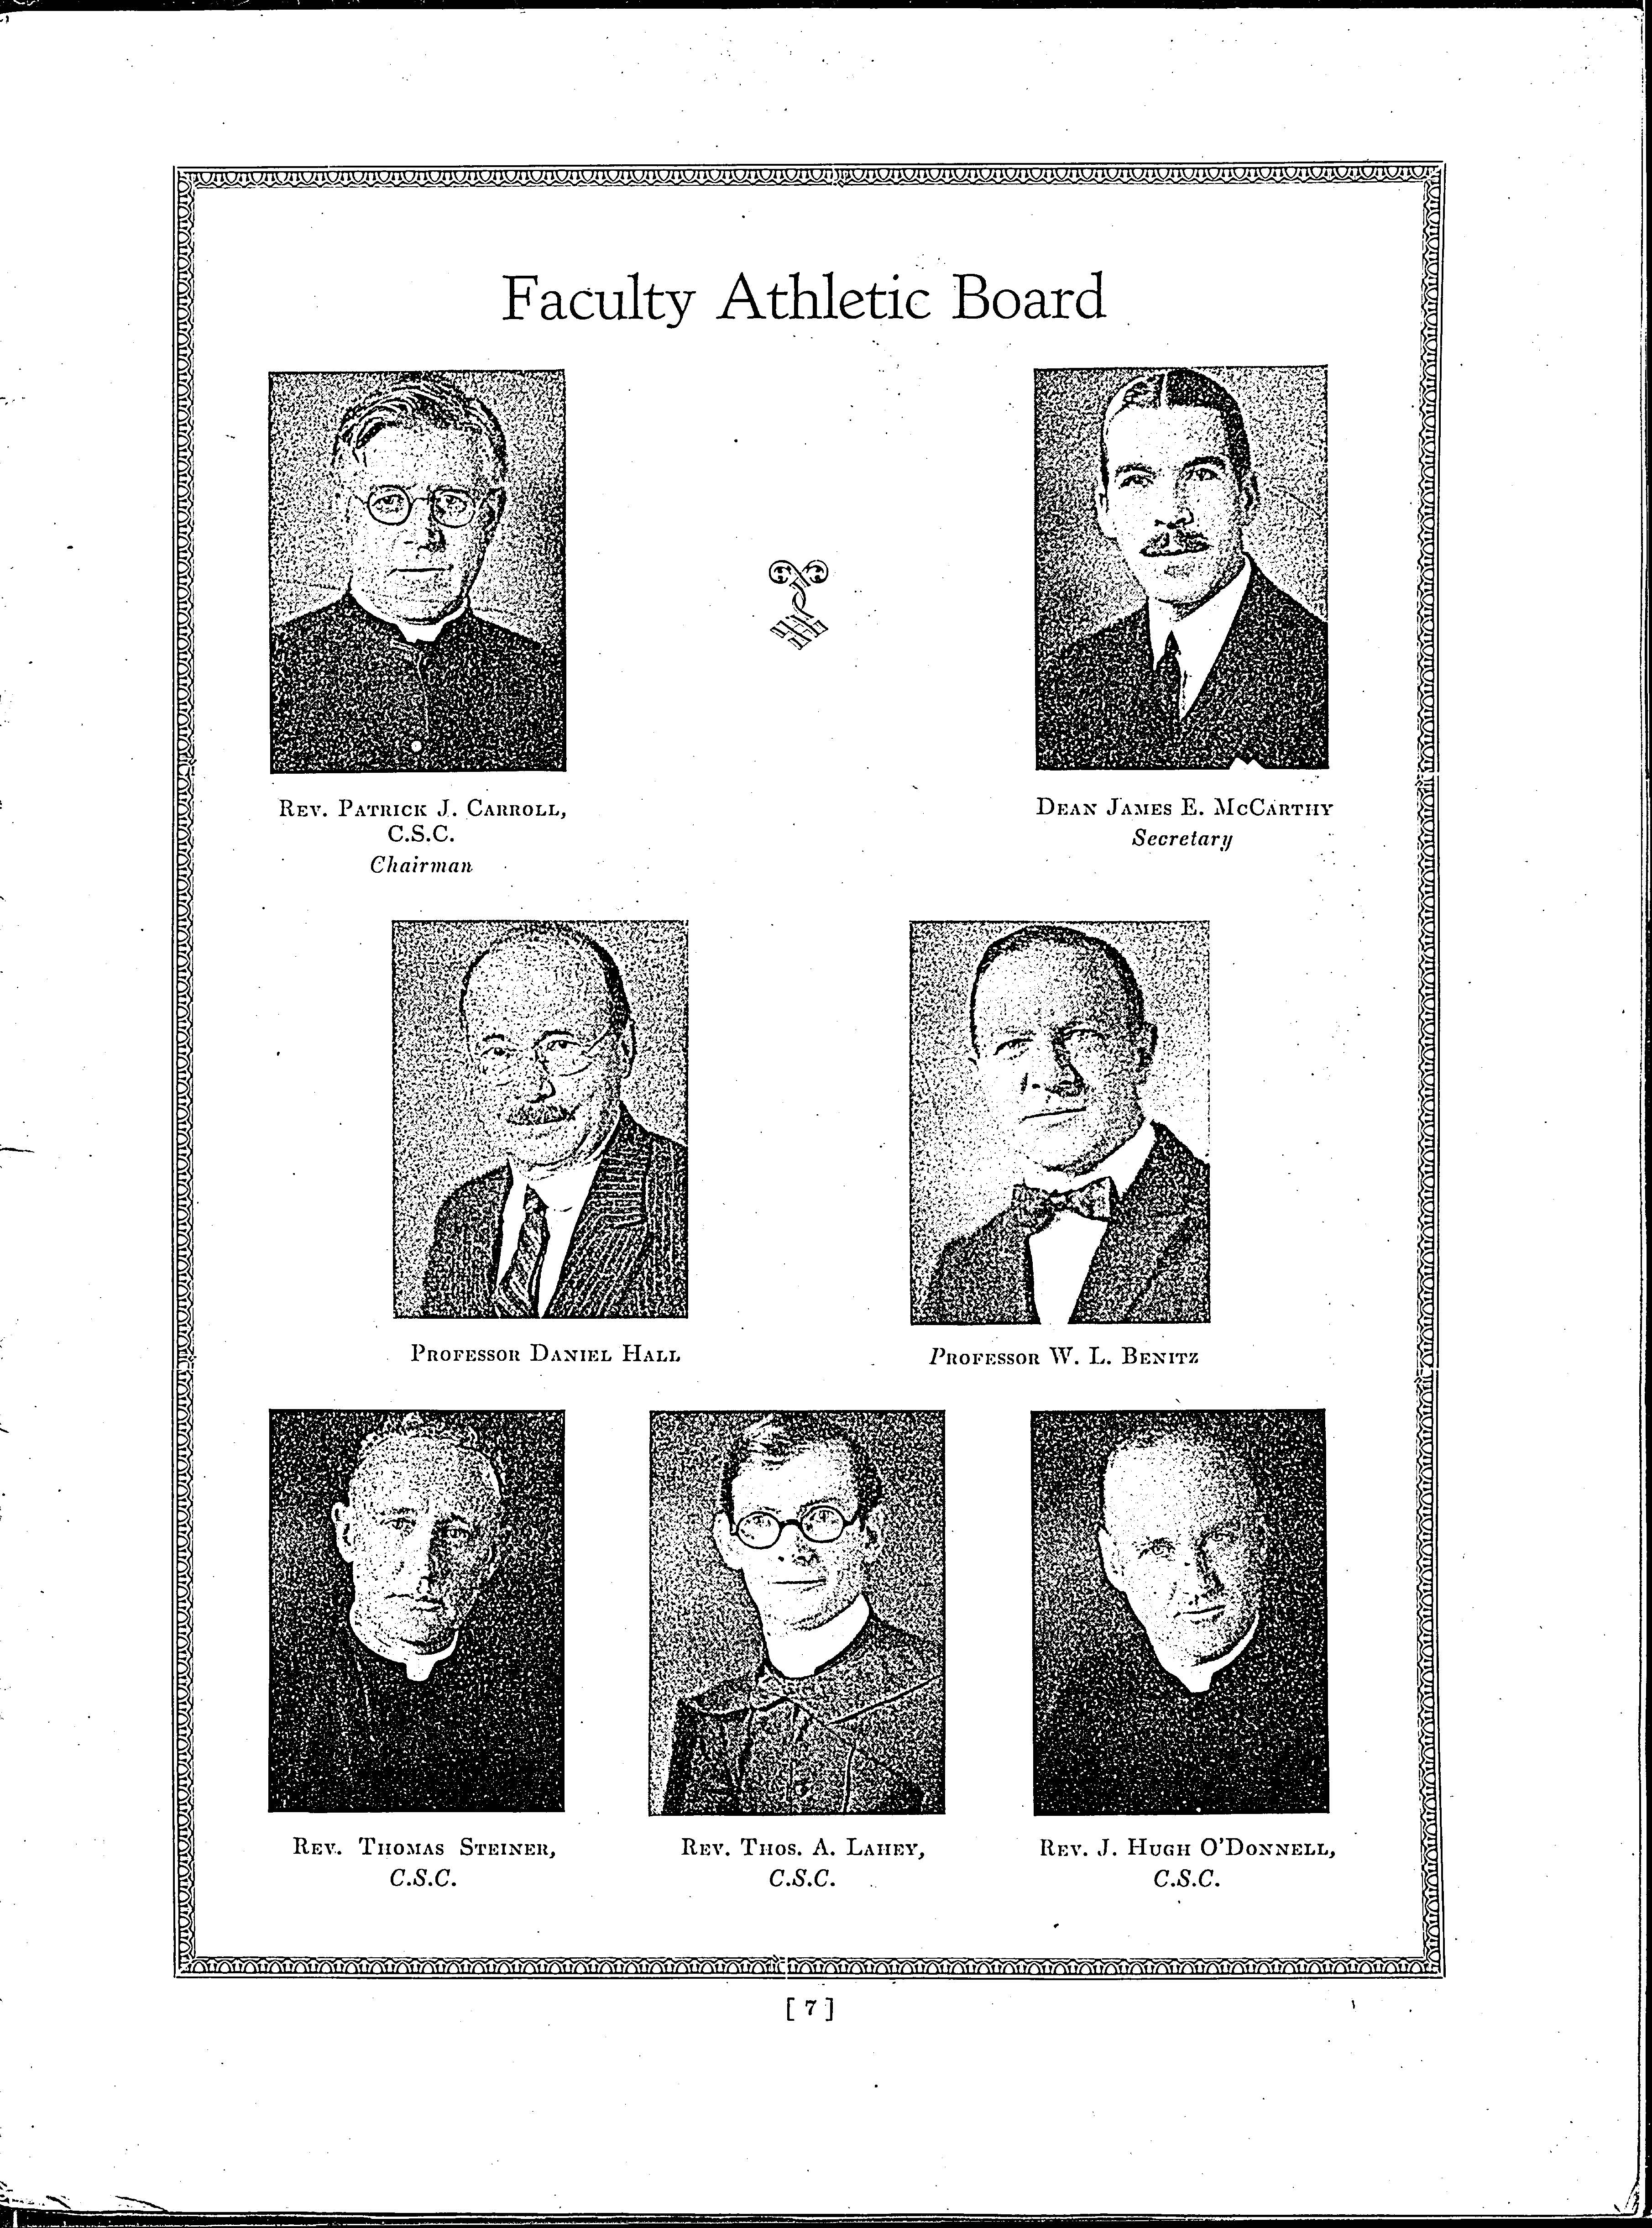 Faculty Athletic Board
REV. PATRICK J. CARROLL,
C.S.C.
Chairman
DEAN JAMES E. MCCARTHY
Secretary
PROFESSOR DANIEL HALL
PROFESSOR W. L. BENITZ
REV. THOMAS STEINER,
C.S.C.
REV. THOS. A. LAHEY,
C.S.C.
REV. J. HUGH O'DONNELL,
C.S.C.
[ 7 ]